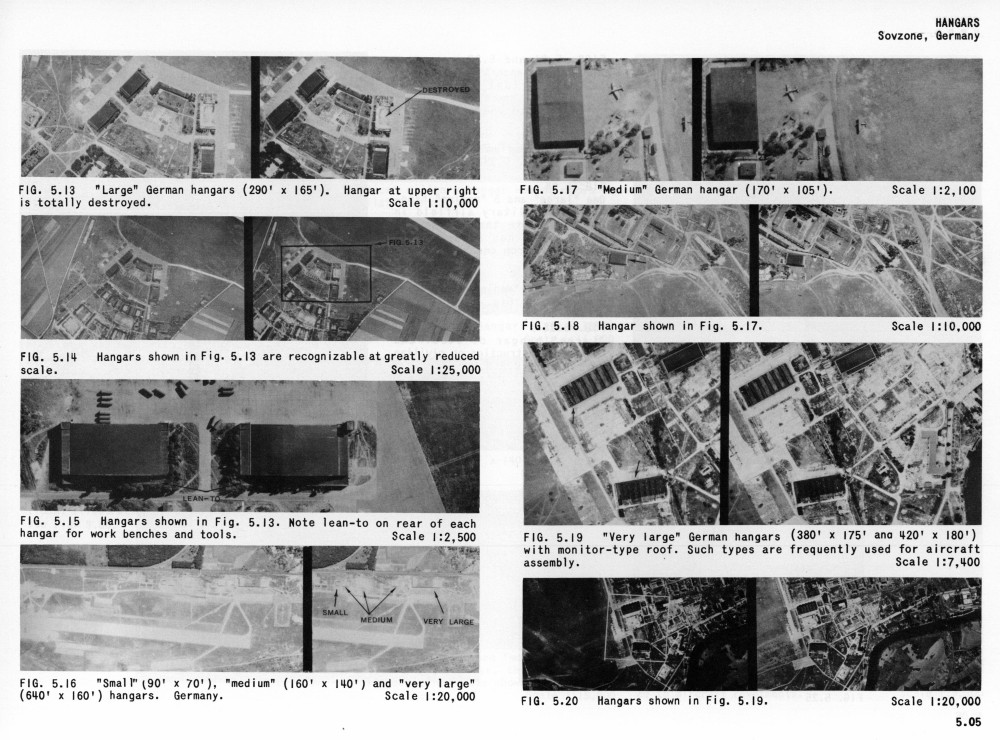 HANGARS
Sovzone, Germany
DESTROYED
FIG. 5.13 "Large" German hangars (290' x 165'). Hangar at upper right
is totally destroyed. Scale 1:10,000
FIG. 5.13
FIG. 5.14 Hangars shown in Fig. 5.13 are recognizable at greatly reduced
scale. Scale 1:25,000
LEAN-TO
FIG. 5.15 Hangars shown in Fig. 5.13. Note lean-to on rear of each
hangar for work benches and tools. Scale 1:2,500
SMALL
MEDIUM
VERY LARGE
FIG. 5.16 "Small" (90' x 70'), "medium" (160' x 140') and "very large"
(640' x 160') hangars. Germany. Scale 1:20,000
FIG. 5.17 "Medium" German hangar (170' x 105'). Scale 1:2,100
FIG. 5.18 Hangar shown in Fig. 5.17. Scale 1:10,000
FIG. 5.19 "Very large" German hangars (380' x 175' and 420' x 180')
with monitor-type roof. Such types are frequently used for aircraft
assembly. Scale 1:7,400
FIG. 5.20 Hangars shown in Fig. 5.19. Scale 1:20,000
5.05